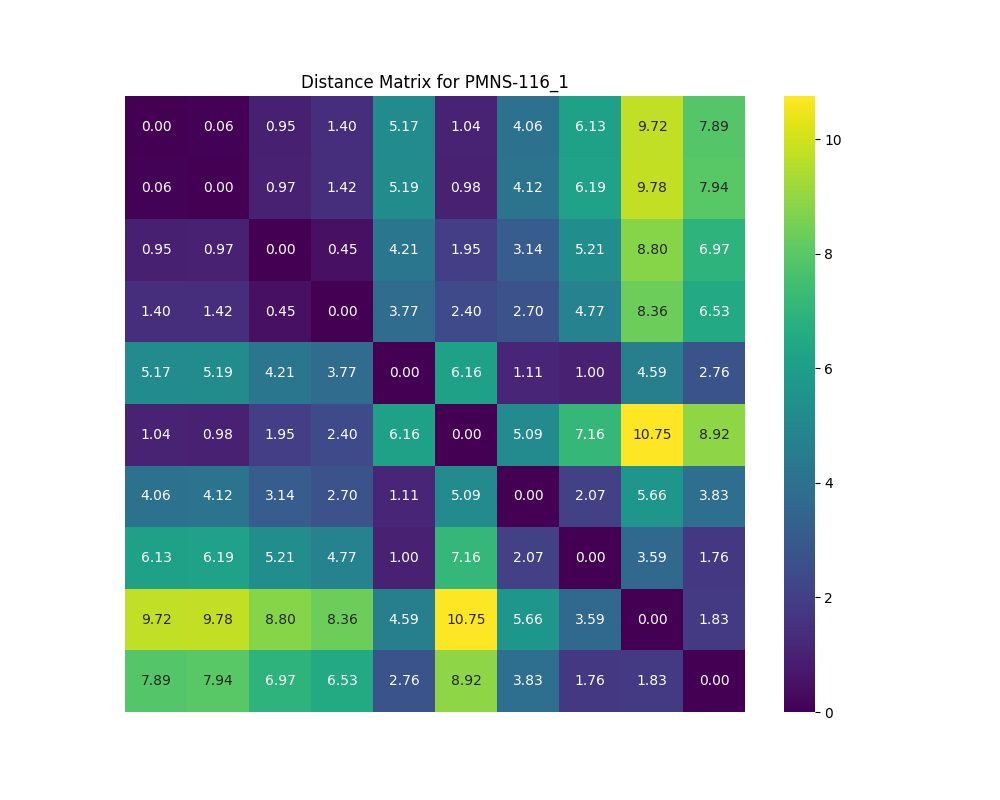 Distance Matrix for PMNS-116_1
0.00 0.06 0.95 1.40 5.17 1.04 4.06 6.13 9.72 7.89
0.06 0.00 0.97 1.42 5.19 0.98 4.12 6.19 9.78 7.94
0.95 0.97 0.00 0.45 4.21 1.95 3.14 5.21 8.80 6.97
1.40 1.42 0.45 0.00 3.77 2.40 2.70 4.77 8.36 6.53
5.17 5.19 4.21 3.77 0.00 6.16 1.11 1.00 4.59 2.76
1.04 0.98 1.95 2.40 6.16 0.00 5.09 7.16 10.75 8.92
4.06 4.12 3.14 2.70 1.11 5.09 0.00 2.07 5.66 3.83
6.13 6.19 5.21 4.77 1.00 7.16 2.07 0.00 3.59 1.76
9.72 9.78 8.80 8.36 4.59 10.75 5.66 3.59 0.00 1.83
7.89 7.94 6.97 6.53 2.76 8.92 3.83 1.76 1.83 0.00
10
8
6
4
2
0